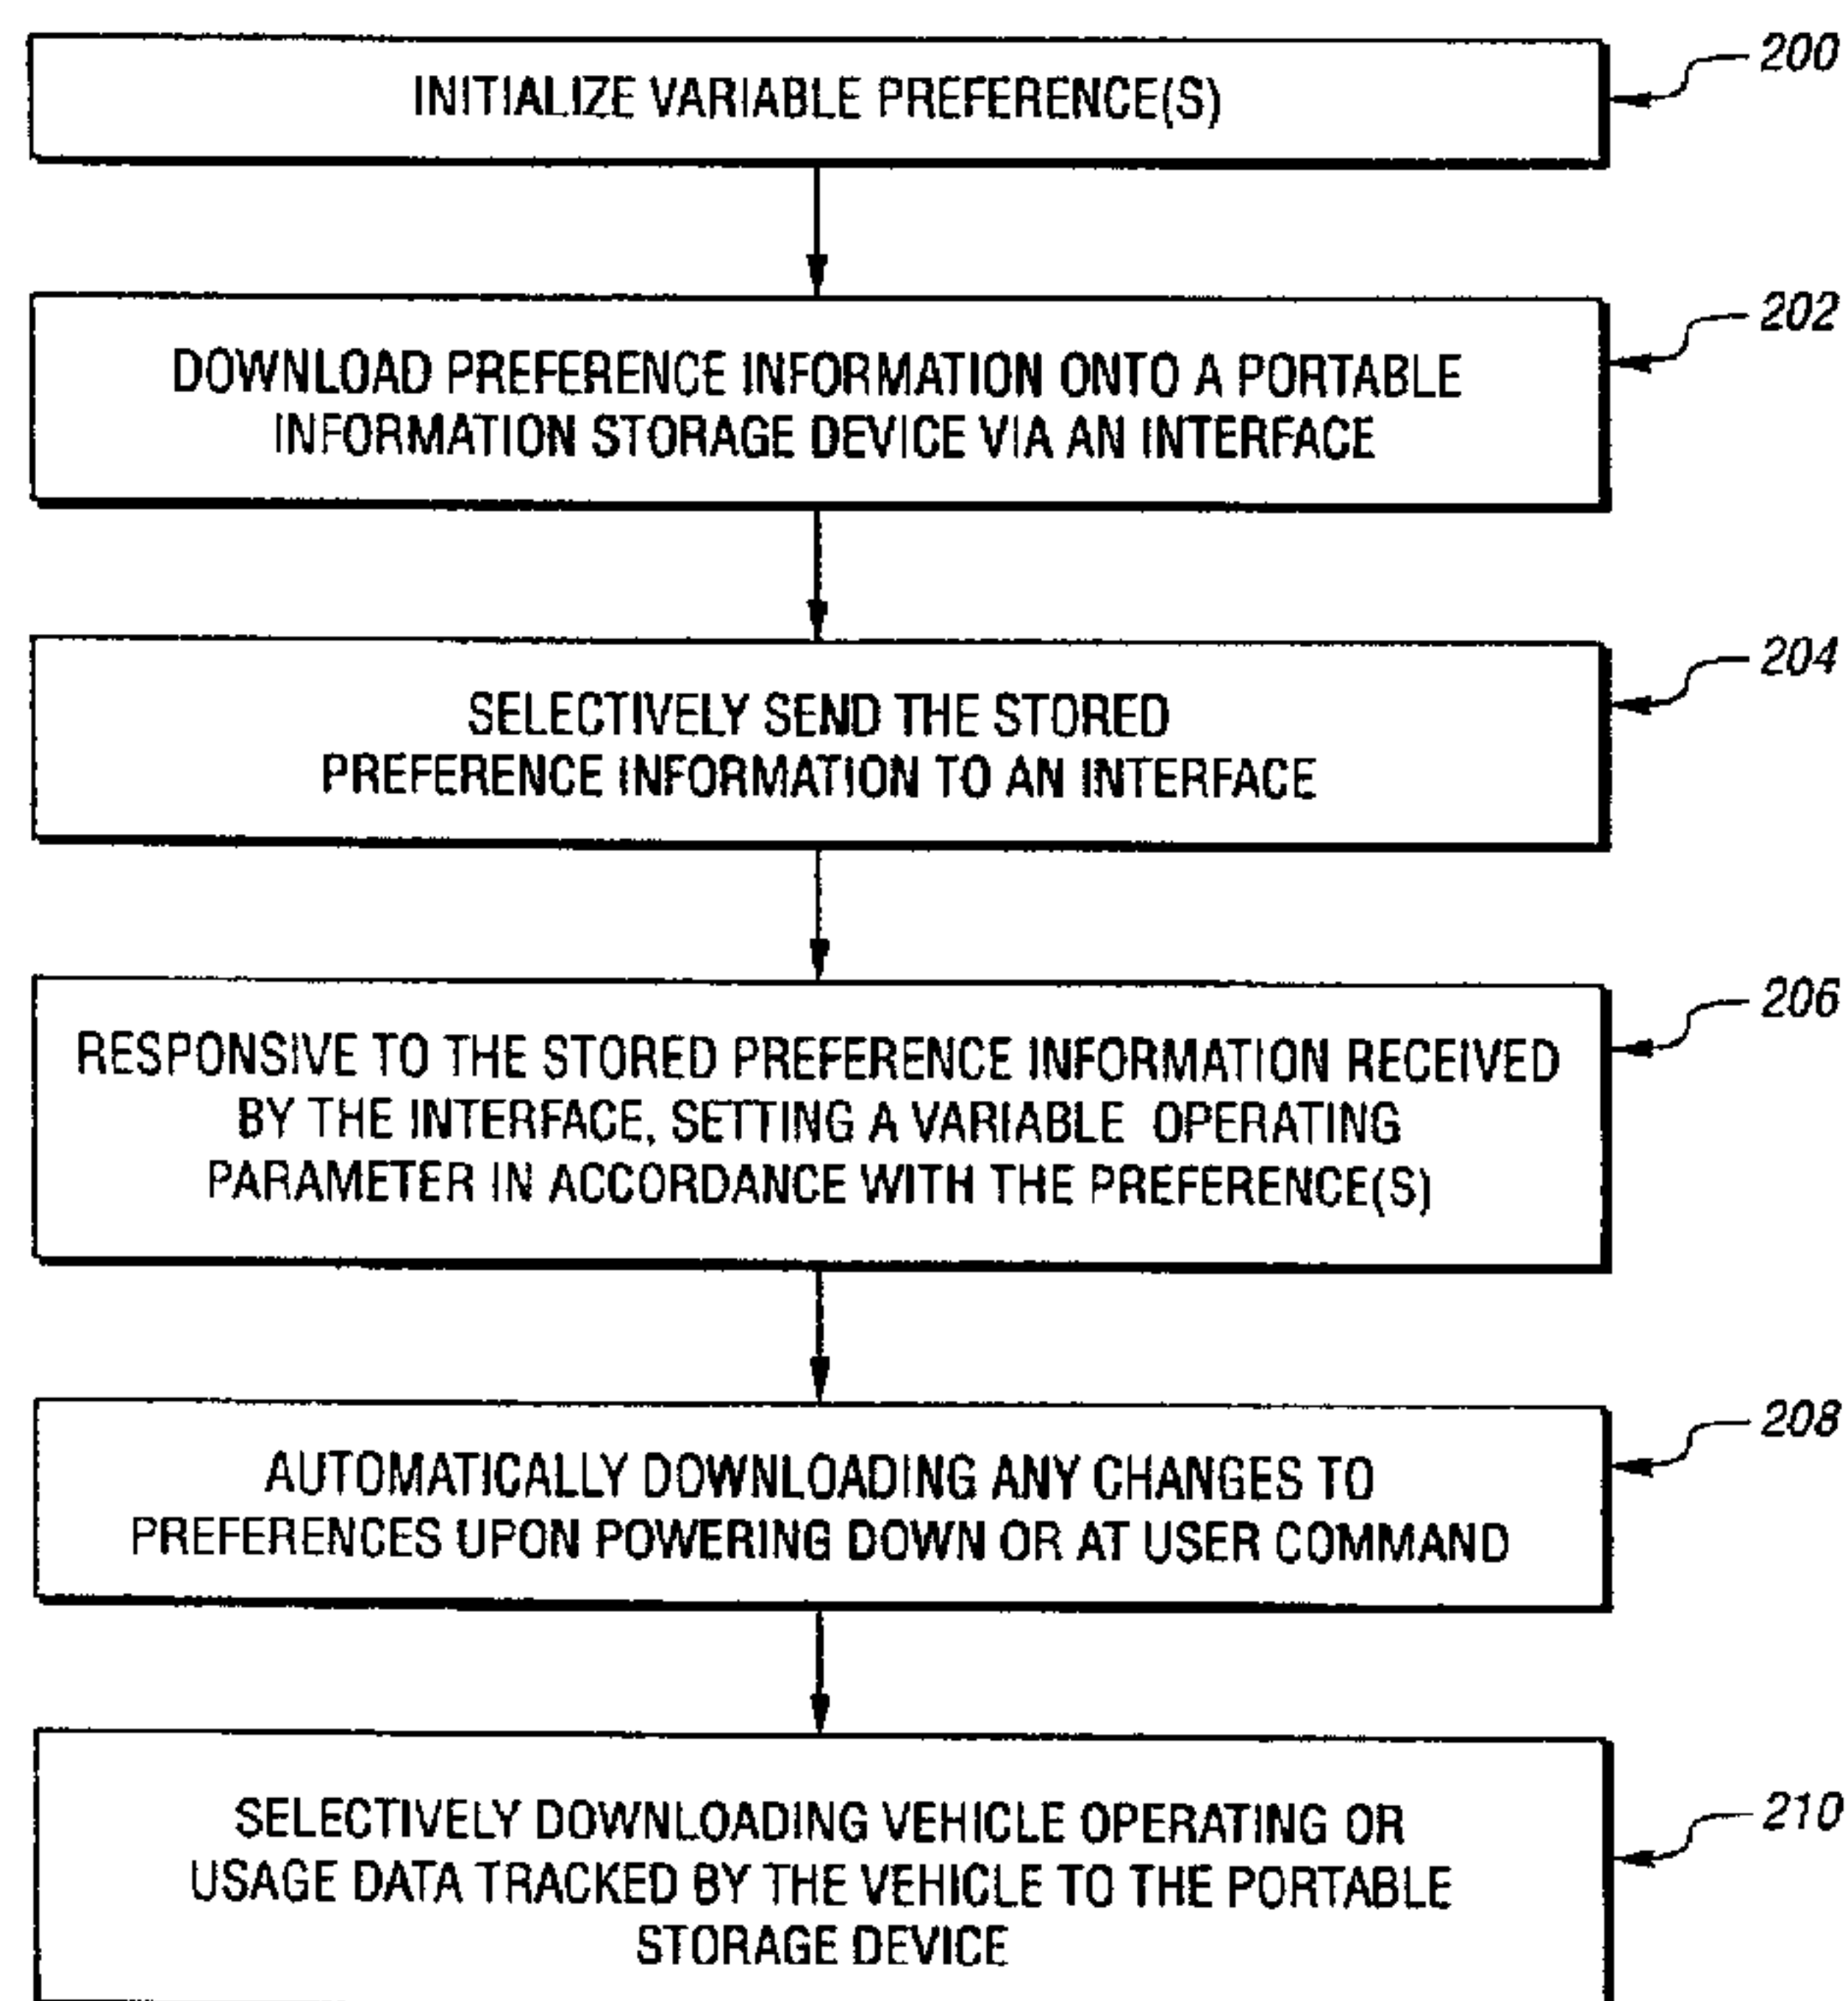 200
INITIALIZE VARIABLE PREFERENCE(S)
202
DOWNLOAD PREFERENCE INFORMATION ONTO A PORTABLE
INFORMATION STORAGE DEVICE VIA AN INTERFACE
204
SELECTIVELY SEND THE STORED
PREFERENCE INFORMATION TO AN INTERFACE
206
RESPONSIVE TO THE STORED PREFERENCE INFORMATION RECEIVED
BY THE INTERFACE, SETTING A VARIABLE OPERATING
PARAMETER IN ACCORDANCE WITH THE PREFERENCE(S)
208
AUTOMATICALLY DOWNLOADING ANY CHANGES TO
PREFERENCES UPON POWERING DOWN OR AT USER COMMAND
210
SELECTIVELY DOWNLOADING VEHICLE OPERATING OR
USAGE DATA TRACKED BY THE VEHICLE TO THE PORTABLE
STORAGE DEVICE